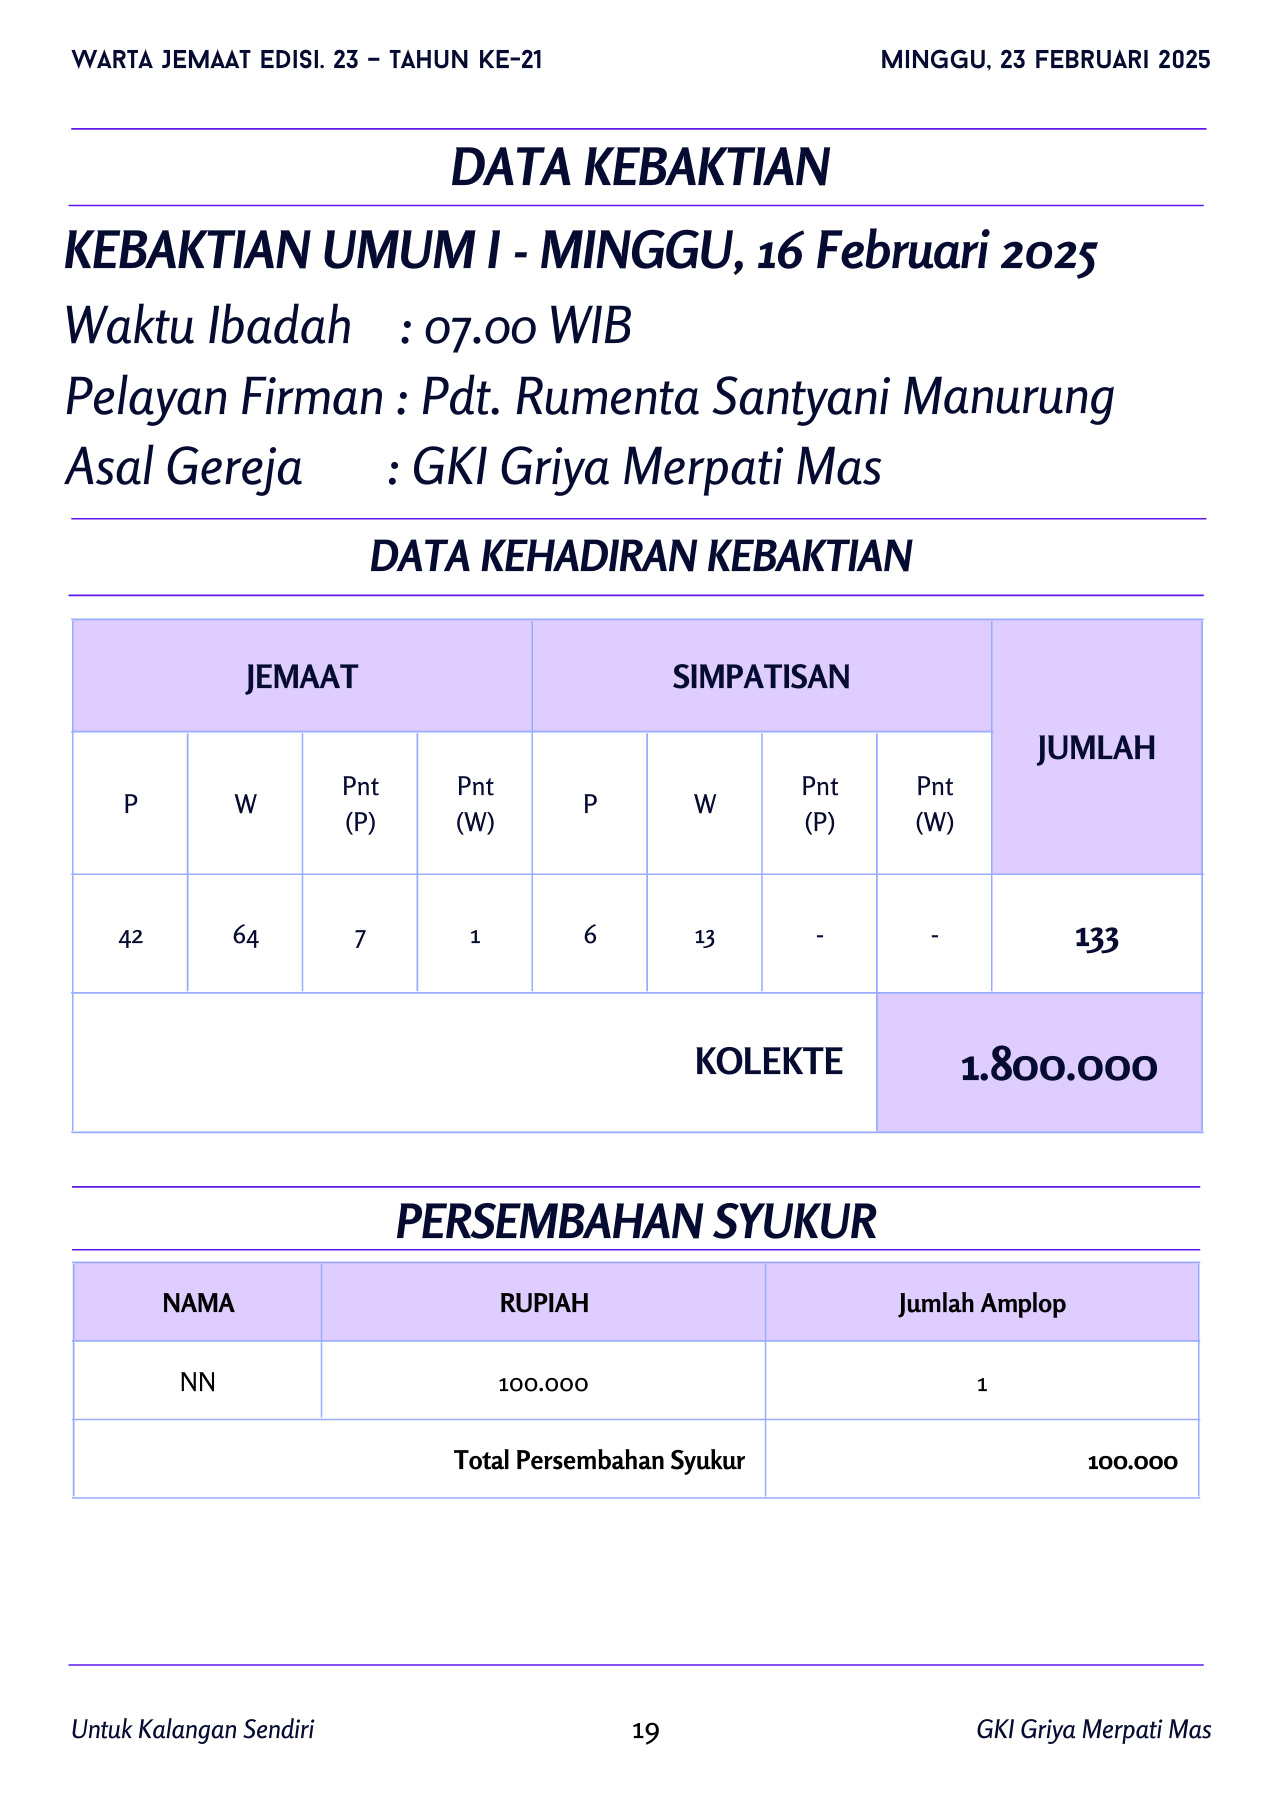 WARTA JEMAAT EDISI. 23 – TAHUN KE-21
MINGGU, 23 FEBRUARI 2025
DATA KEBAKTIAN
KEBAKTIAN UMUM I - MINGGU, 16 Februari 2025
Waktu Ibadah : 07.00 WIB
Pelayan Firman : Pdt. Rumenta Santyani Manurung
Asal Gereja : GKI Griya Merpati Mas
DATA KEHADIRAN KEBAKTIAN
JEMAAT SIMPATISAN JUMLAH
P W Pnt (P) Pnt (W) P W Pnt (P) Pnt (W)
42 64 7 1 6 13 - - 133
KOLEKTE 1.800.000
PERSEMBAHAN SYUKUR
NAMA RUPIAH Jumlah Amplop
NN 100.000 1
Total Persembahan Syukur 100.000
Untuk Kalangan Sendiri 19 GKI Griya Merpati Mas